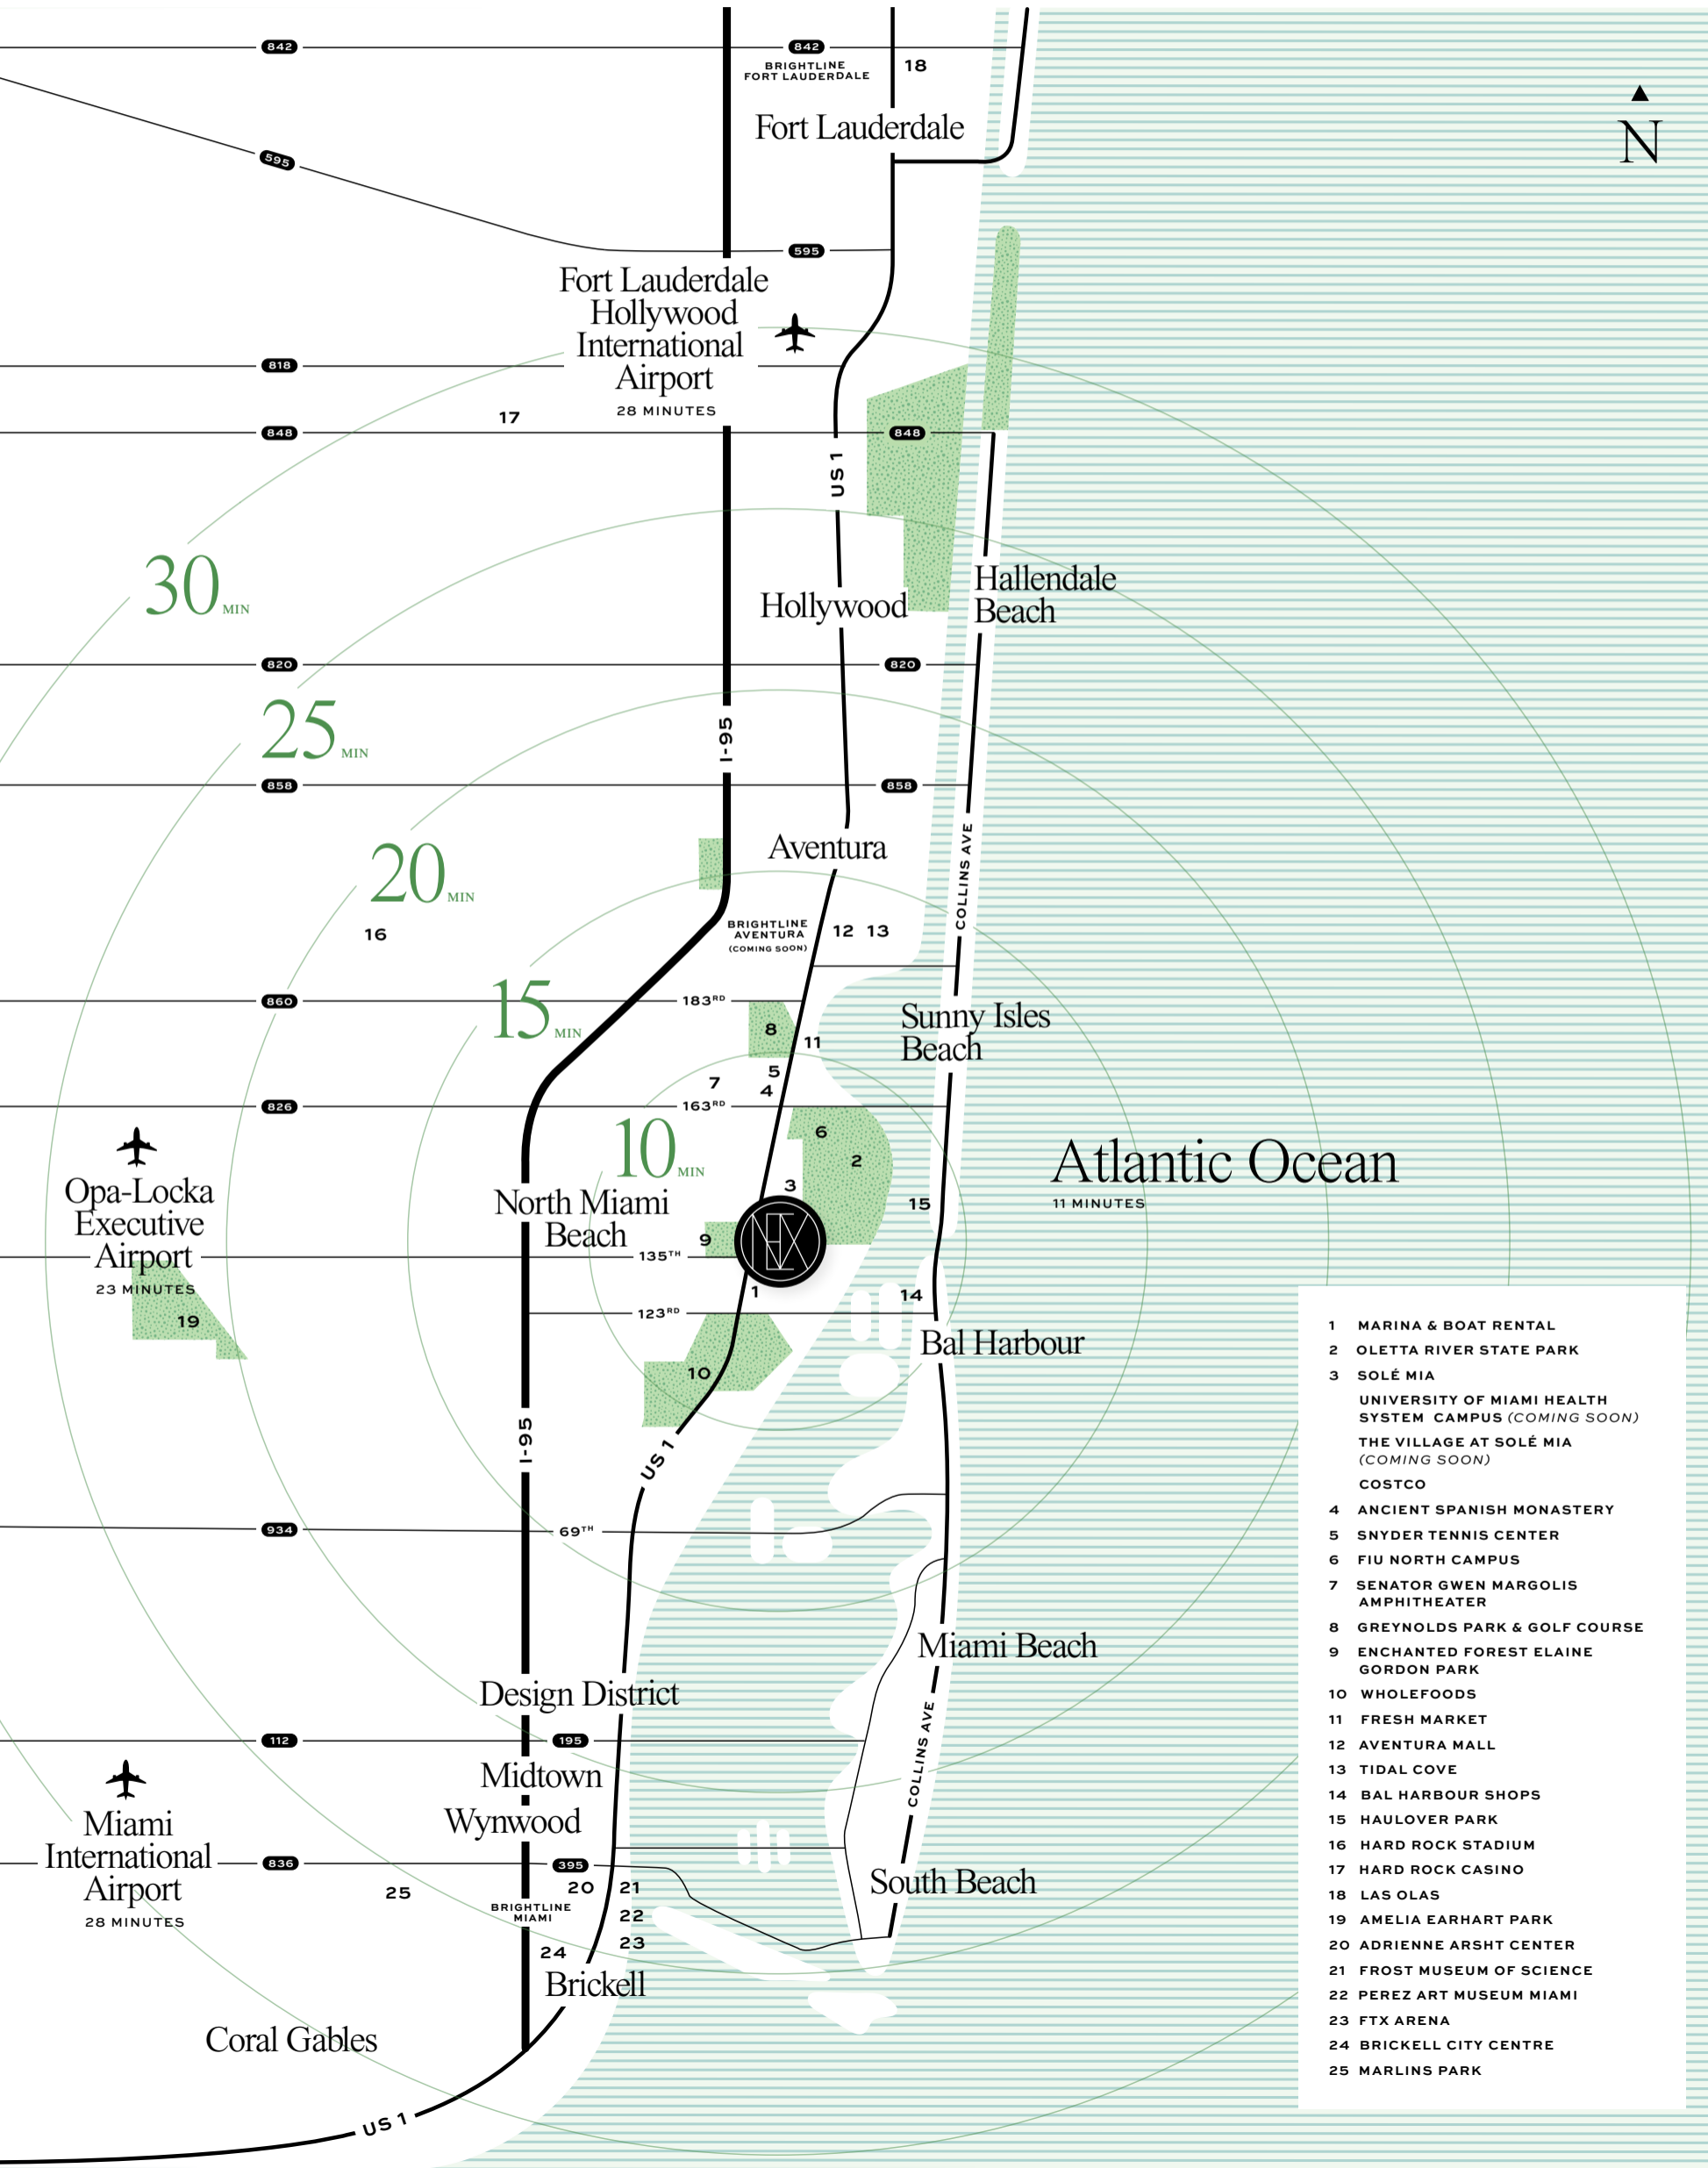 842
842
BRIGHTLINE
FORT LAUDERDALE
18
N
Fort Lauderdale
595
595
Fort Lauderdale
Hollywood
International
Airport
28 MINUTES
818
17
848
848
US 1
30 MIN
Hallendale
Beach
Hollywood
820
820
25 MIN
I-95
858
858
20 MIN
Aventura
COLLINS AVE
BRIGHTLINE
AVENTURA
(COMING SOON)
12 13
16
15 MIN
860
183RD
Sunny Isles
Beach
8
11
5
7
4
826
163RD
10 MIN
6
2
Atlantic Ocean
11 MINUTES
Opa-Locka
Executive
Airport
23 MINUTES
North Miami
Beach
3
15
NEX
9
135TH
1
14
19
123RD
Bal Harbour
10
I-95
US 1
934
69TH
Miami Beach
Design District
112
195
COLLINS AVE
Midtown
Wynwood
Miami
International
Airport
28 MINUTES
836
395
South Beach
25
20
21
BRIGHTLINE
MIAMI
22
23
24
Brickell
Coral Gables
US 1
1 MARINA & BOAT RENTAL
2 OLETTA RIVER STATE PARK
3 SOLÉ MIA
UNIVERSITY OF MIAMI HEALTH
SYSTEM CAMPUS (COMING SOON)
THE VILLAGE AT SOLÉ MIA
(COMING SOON)
COSTCO
4 ANCIENT SPANISH MONASTERY
5 SNYDER TENNIS CENTER
6 FIU NORTH CAMPUS
7 SENATOR GWEN MARGOLIS
AMPHITHEATER
8 GREYNOLDS PARK & GOLF COURSE
9 ENCHANTED FOREST ELAINE
GORDON PARK
10 WHOLEFOODS
11 FRESH MARKET
12 AVENTURA MALL
13 TIDAL COVE
14 BAL HARBOUR SHOPS
15 HAULOVER PARK
16 HARD ROCK STADIUM
17 HARD ROCK CASINO
18 LAS OLAS
19 AMELIA EARHART PARK
20 ADRIENNE ARSHT CENTER
21 FROST MUSEUM OF SCIENCE
22 PEREZ ART MUSEUM MIAMI
23 FTX ARENA
24 BRICKELL CITY CENTRE
25 MARLINS PARK